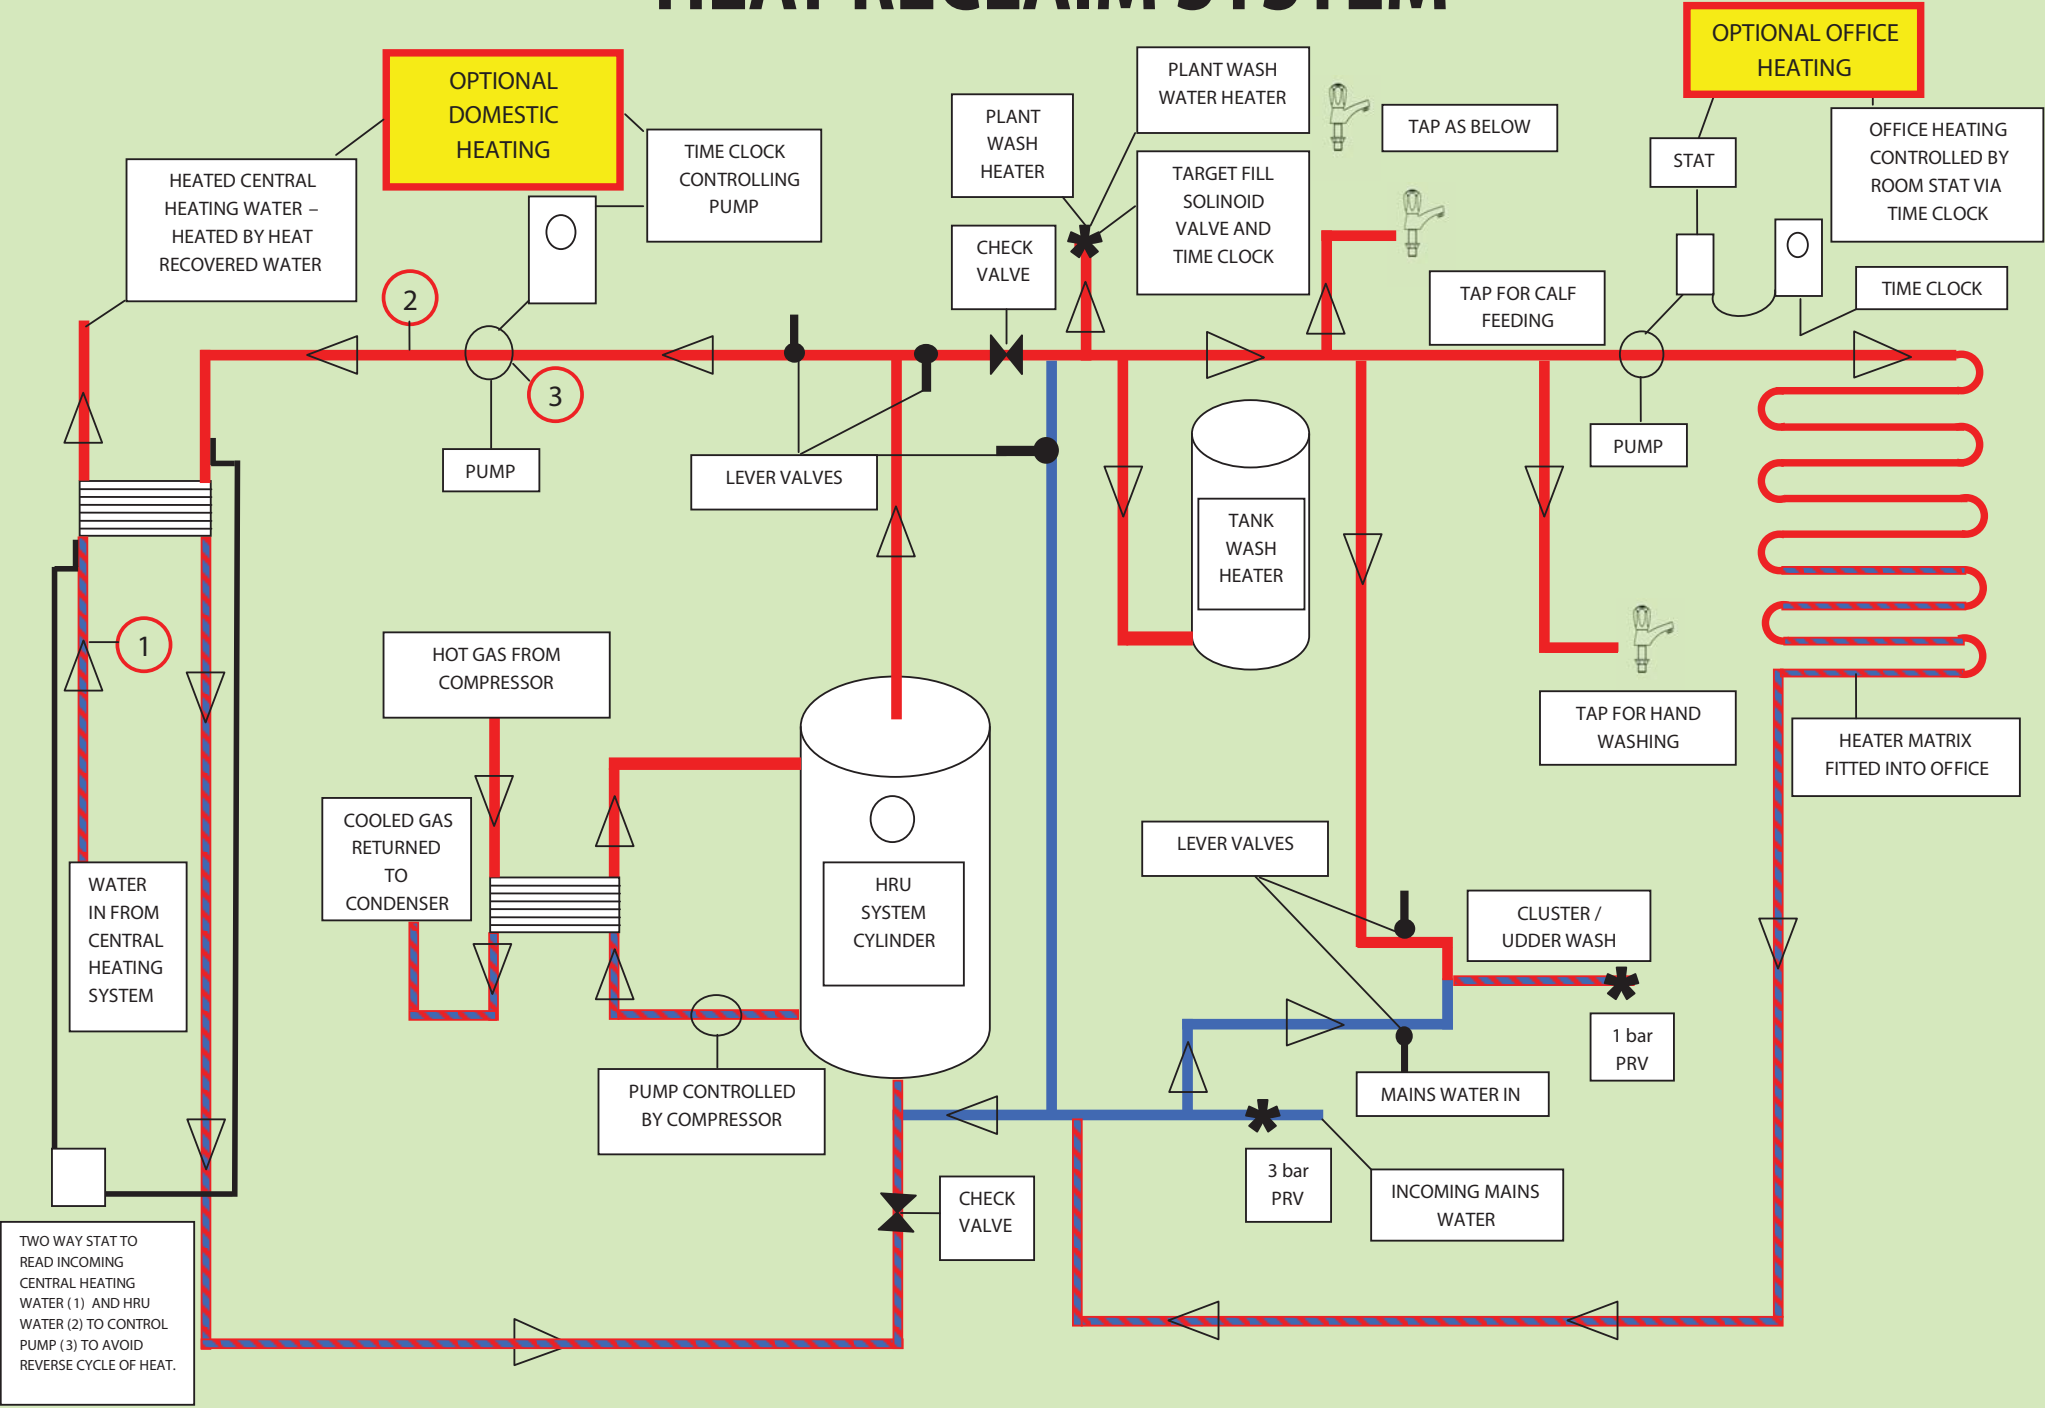 HEAT RECLAIM SYSTEM
OPTIONAL
DOMESTIC
HEATING
HEATED CENTRAL
HEATING WATER –
HEATED BY HEAT
RECOVERED WATER
TIME CLOCK
CONTROLLING
PUMP
PLANT
WASH
HEATER
PLANT WASH
WATER HEATER
TARGET FILL
SOLINOID
VALVE AND
TIME CLOCK
CHECK
VALVE
TAP AS BELOW
OPTIONAL OFFICE
HEATING
STAT
OFFICE HEATING
CONTROLLED BY
ROOM STAT VIA
TIME CLOCK
TIME CLOCK
TAP FOR CALF
FEEDING
2
3
PUMP
LEVER VALVES
PUMP
TANK
WASH
HEATER
1
HOT GAS FROM
COMPRESSOR
COOLED GAS
RETURNED
TO
CONDENSER
HRU
SYSTEM
CYLINDER
TAP FOR HAND
WASHING
HEATER MATRIX
FITTED INTO OFFICE
WATER
IN FROM
CENTRAL
HEATING
SYSTEM
LEVER VALVES
CLUSTER /
UDDER WASH
1 bar
PRV
MAINS WATER IN
PUMP CONTROLLED
BY COMPRESSOR
3 bar
PRV
INCOMING MAINS
WATER
CHECK
VALVE
TWO WAY STAT TO
READ INCOMING
CENTRAL HEATING
WATER (1) AND HRU
WATER (2) TO CONTROL
PUMP (3) TO AVOID
REVERSE CYCLE OF HEAT.